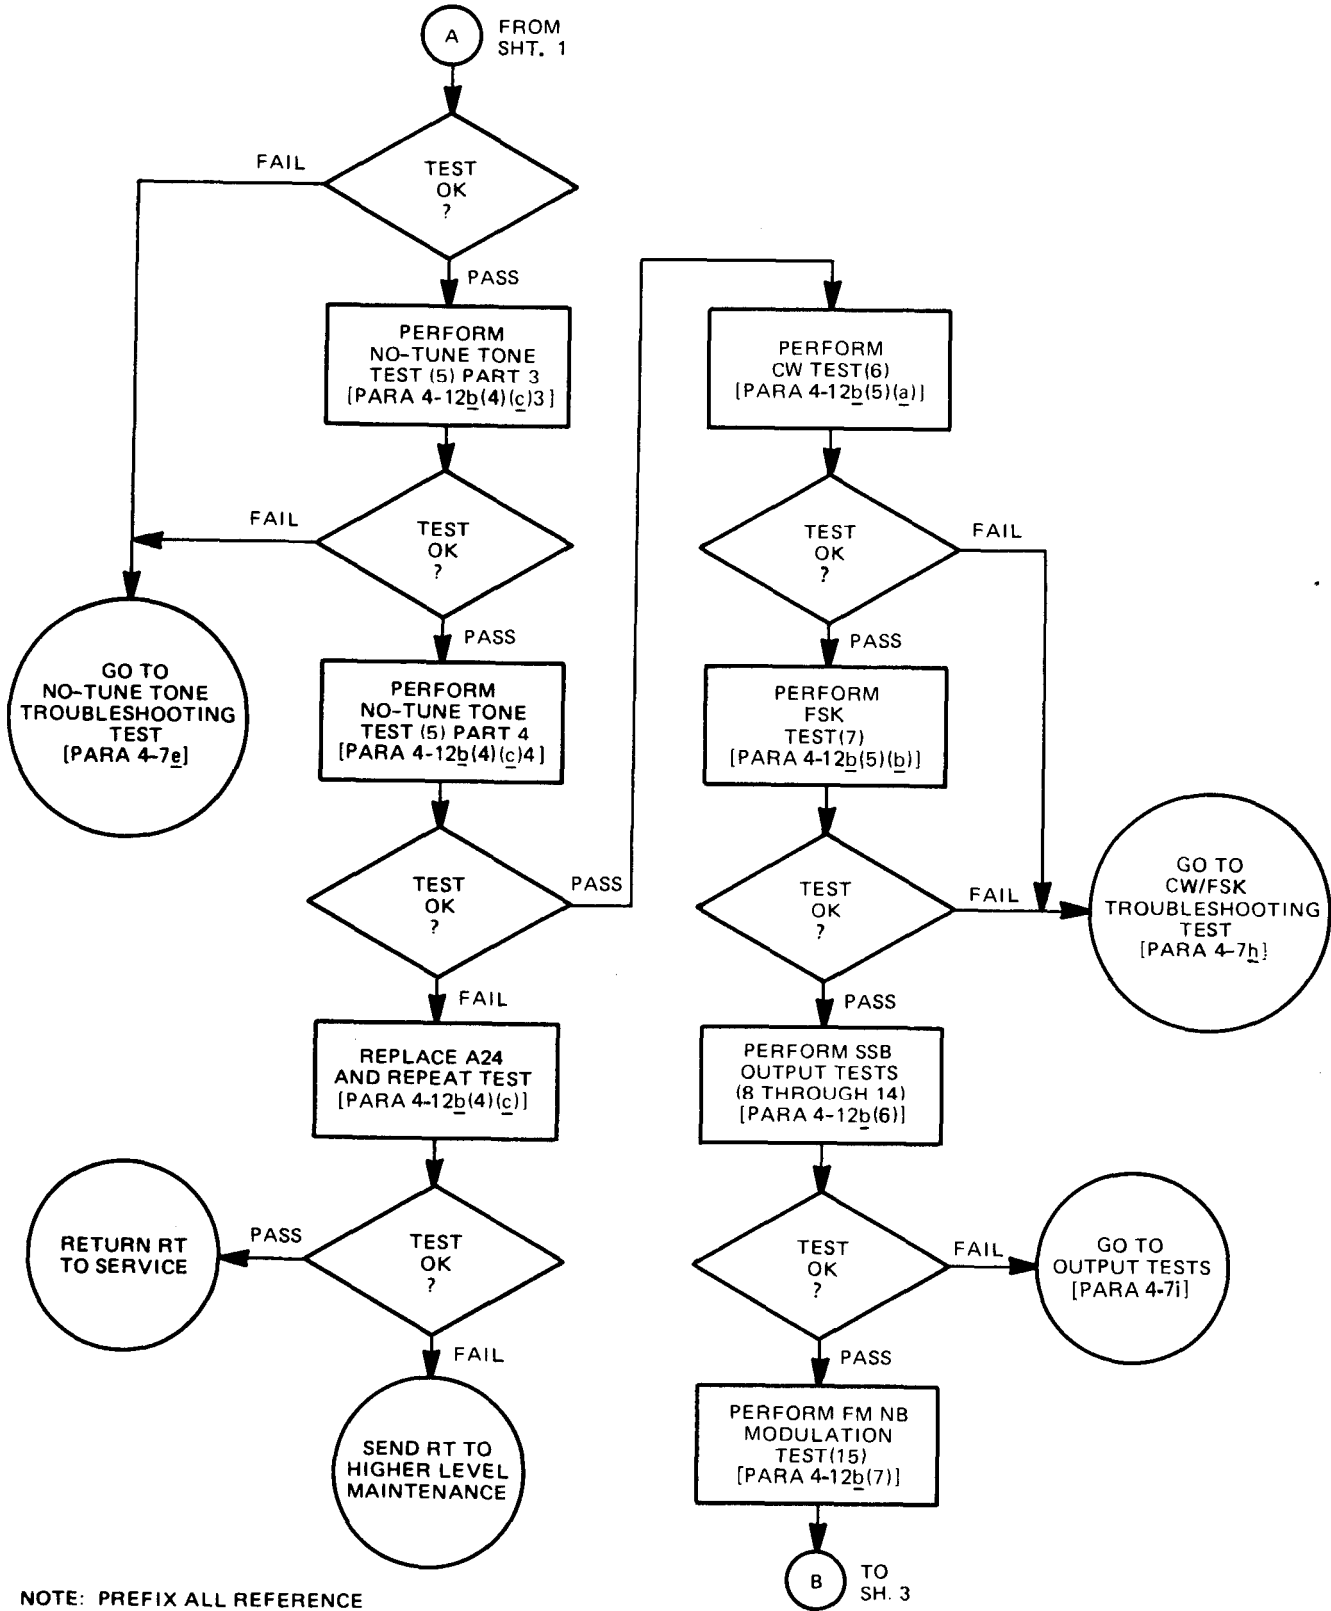 A
FROM
SHT. 1
TEST
OK
?
FAIL
PASS
PERFORM
NO-TUNE TONE
TEST (5) PART 3
[PARA 4-12b(4)(c)3]
TEST
OK
?
FAIL
PASS
GO TO
NO-TUNE TONE
TROUBLESHOOTING
TEST
[PARA 4-7e]
PERFORM
NO-TUNE TONE
TEST (5) PART 4
[PARA 4-12b(4)(c)4]
TEST
OK
?
PASS
FAIL
REPLACE A24
AND REPEAT TEST
[PARA 4-12b(4)(c)]
TEST
OK
?
PASS
RETURN RT
TO SERVICE
FAIL
SEND RT TO
HIGHER LEVEL
MAINTENANCE
PERFORM
CW TEST(6)
[PARA 4-12b(5)(a)]
TEST
OK
?
FAIL
PASS
PERFORM
FSK
TEST(7)
[PARA 4-12b(5)(b)]
TEST
OK
?
FAIL
GO TO
CW/FSK
TROUBLESHOOTING
TEST
[PARA 4-7h]
PASS
PERFORM SSB
OUTPUT TESTS
(8 THROUGH 14)
[PARA 4-12b(6)]
TEST
OK
?
FAIL
GO TO
OUTPUT TESTS
[PARA 4-7i]
PASS
PERFORM FM NB
MODULATION
TEST(15)
[PARA 4-12b(7)]
B
TO
SH. 3
NOTE: PREFIX ALL REFERENCE